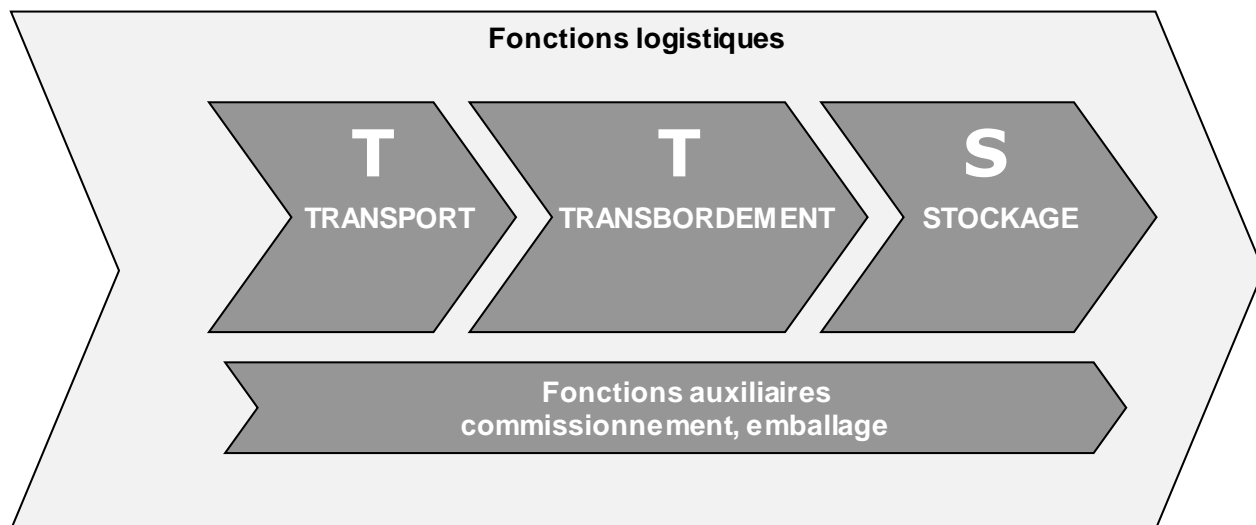 Fonctions logistiques
T T S
TRANSPORT TRANSBORDEMENT STOCKAGE
Fonctions auxiliaires
commissionnement, emballage